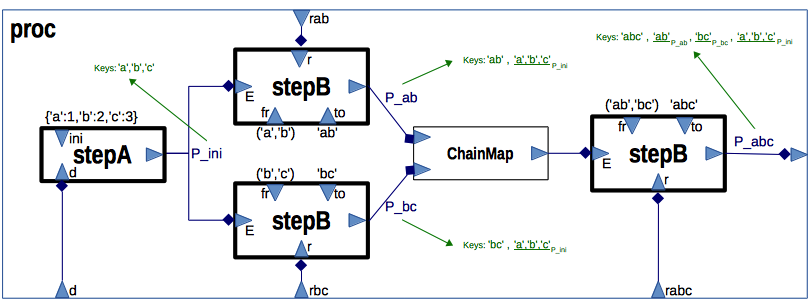 proc
rab
Keys: 'a','b','c'
r
stepB
E
fr
to
('a','b')
'ab'
P_ab
Keys: 'ab' , 'a','b','c' P_ini
Keys: 'abc' , 'ab' P_ab , 'bc' P_bc , 'a','b','c' P_ini
{'a':1,'b':2,'c':3}
ini
stepA
d
P_ini
ChainMap
('ab','bc')
'abc'
fr
to
stepB
E
r
P_abc
('b','c')
'bc'
fr
to
stepB
E
r
P_bc
Keys: 'bc' , 'a','b','c' P_ini
d
rbc
rabc